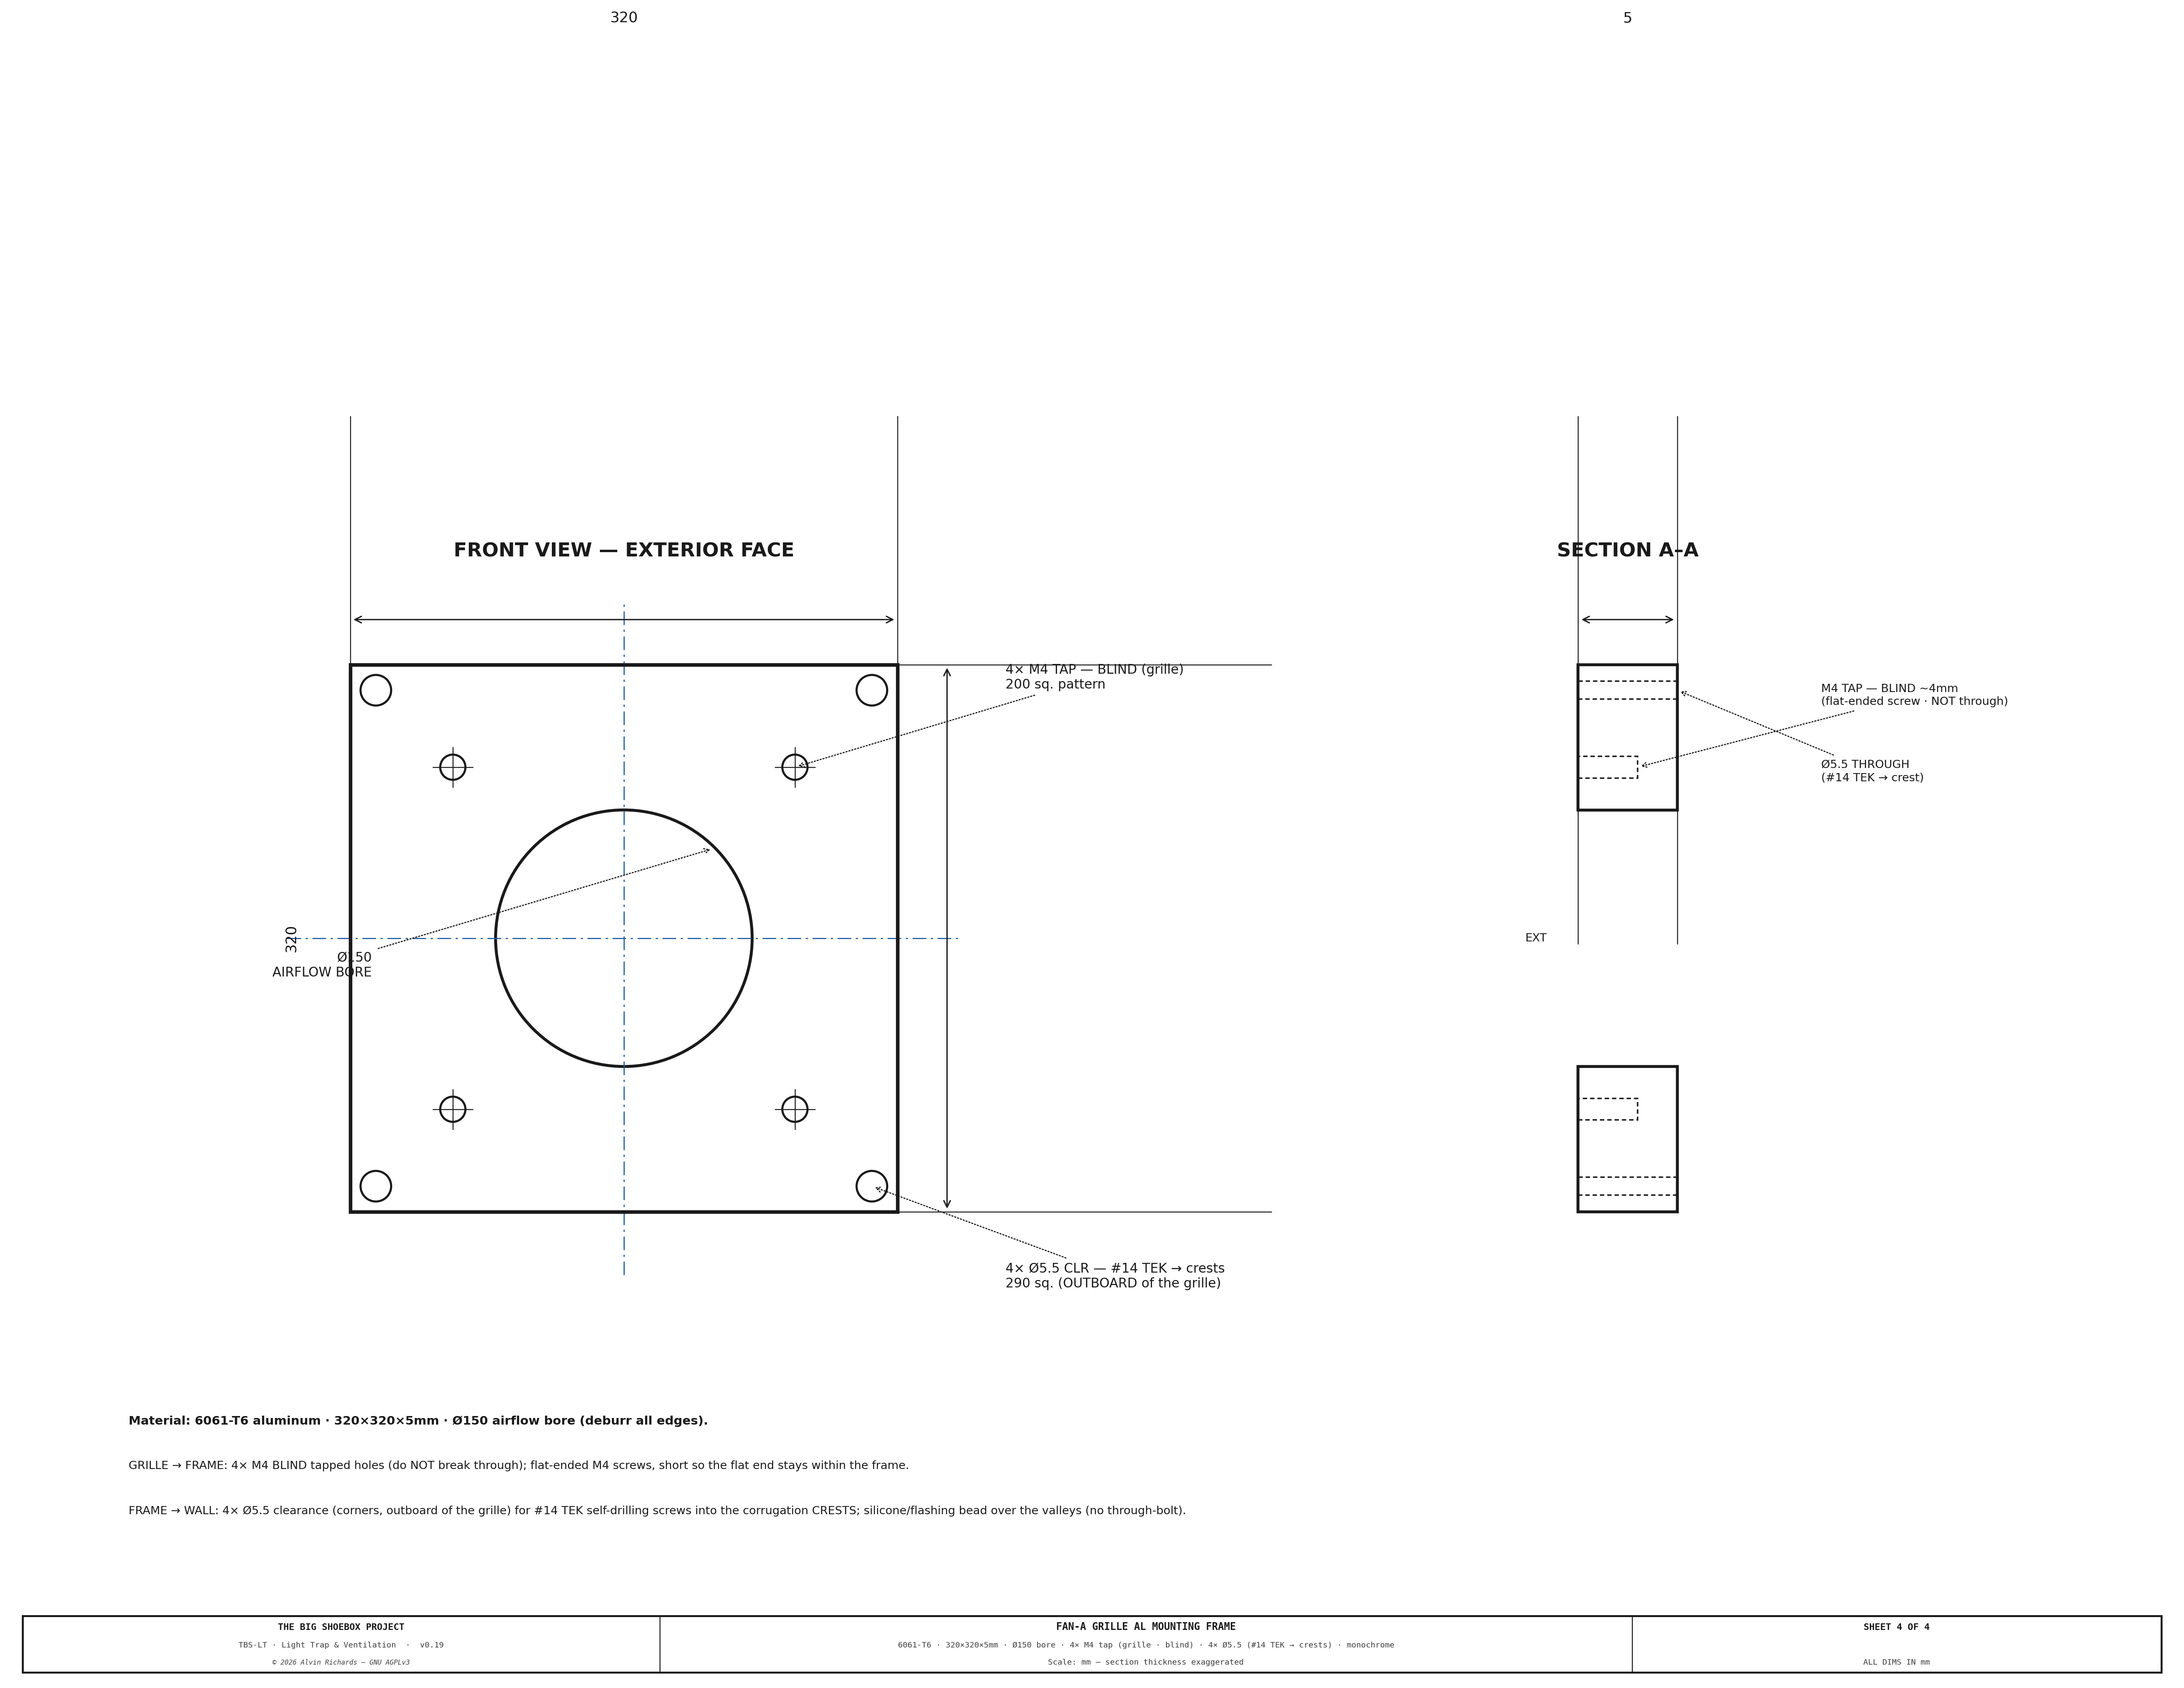 320
5
FRONT VIEW — EXTERIOR FACE
SECTION A–A
4× M4 TAP — BLIND (grille)
200 sq. pattern
M4 TAP — BLIND ~4mm
(flat-ended screw · NOT through)
Ø5.5 THROUGH
(#14 TEK → crest)
320
Ø150
AIRFLOW BORE
EXT
4× Ø5.5 CLR — #14 TEK → crests
290 sq. (OUTBOARD of the grille)
Material: 6061-T6 aluminum · 320×320×5mm · Ø150 airflow bore (deburr all edges).
GRILLE → FRAME: 4× M4 BLIND tapped holes (do NOT break through); flat-ended M4 screws, short so the flat end stays within the frame.
FRAME → WALL: 4× Ø5.5 clearance (corners, outboard of the grille) for #14 TEK self-drilling screws into the corrugation CRESTS; silicone/flashing bead over the valleys (no through-bolt).
THE BIG SHOEBOX PROJECT
TBS-LT · Light Trap & Ventilation · v0.19
© 2026 Alvin Richards — GNU AGPLv3
FAN-A GRILLE AL MOUNTING FRAME
6061-T6 · 320×320×5mm · Ø150 bore · 4× M4 tap (grille · blind) · 4× Ø5.5 (#14 TEK → crests) · monochrome
Scale: mm — section thickness exaggerated
SHEET 4 OF 4
ALL DIMS IN mm